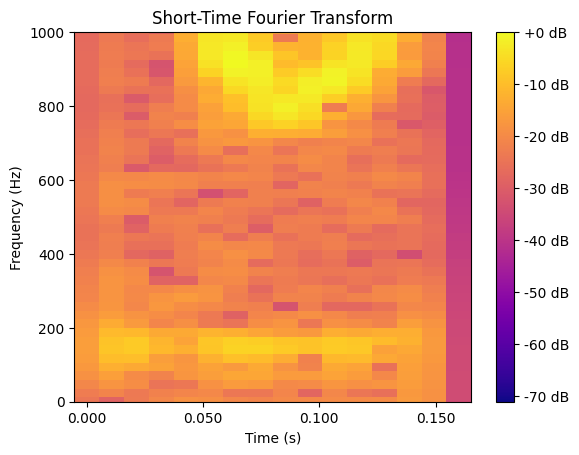 Short-Time Fourier Transform
1000
800
600
400
200
0
Frequency (Hz)
0.000
0.050
0.100
0.150
Time (s)
+0 dB
-10 dB
-20 dB
-30 dB
-40 dB
-50 dB
-60 dB
-70 dB